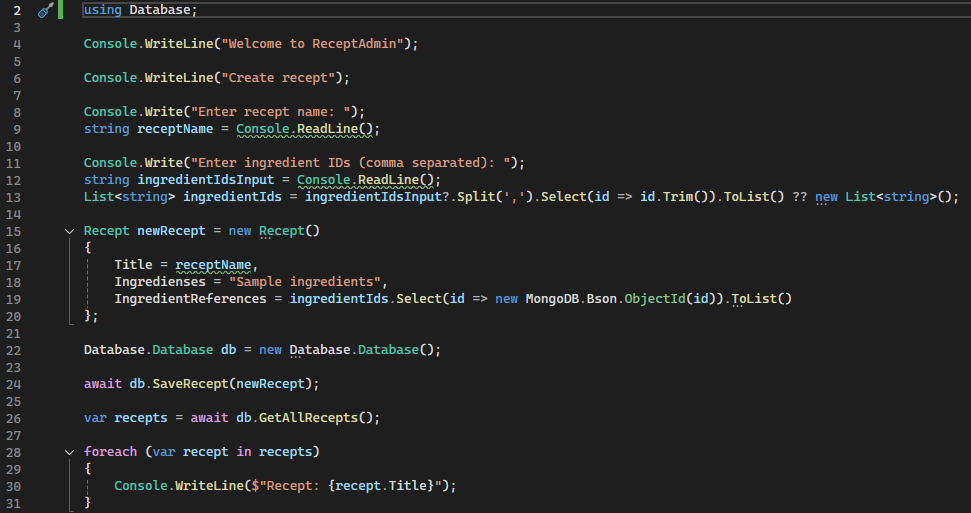 2 using Database;
3
4 Console.WriteLine("Welcome to ReceptAdmin");
5
6 Console.WriteLine("Create recept");
7
8 Console.Write("Enter recept name: ");
9 string receptName = Console.ReadLine();
10
11 Console.Write("Enter ingredient IDs (comma separated): ");
12 string ingredientIdsInput = Console.ReadLine();
13 List<string> ingredientIds = ingredientIdsInput?.Split(',').Select(id => id.Trim()).ToList() ?? new List<string>();
14
15 Recept newRecept = new Recept()
16 {
17     Title = receptName,
18     Ingredienses = "Sample ingredients",
19     IngredientReferences = ingredientIds.Select(id => new MongoDB.Bson.ObjectId(id)).ToList()
20 };
21
22 Database.Database db = new Database.Database();
23
24 await db.SaveRecept(newRecept);
25
26 var recepts = await db.GetAllRecepts();
27
28 foreach (var recept in recepts)
29 {
30     Console.WriteLine($"Recept: {recept.Title}");
31 }